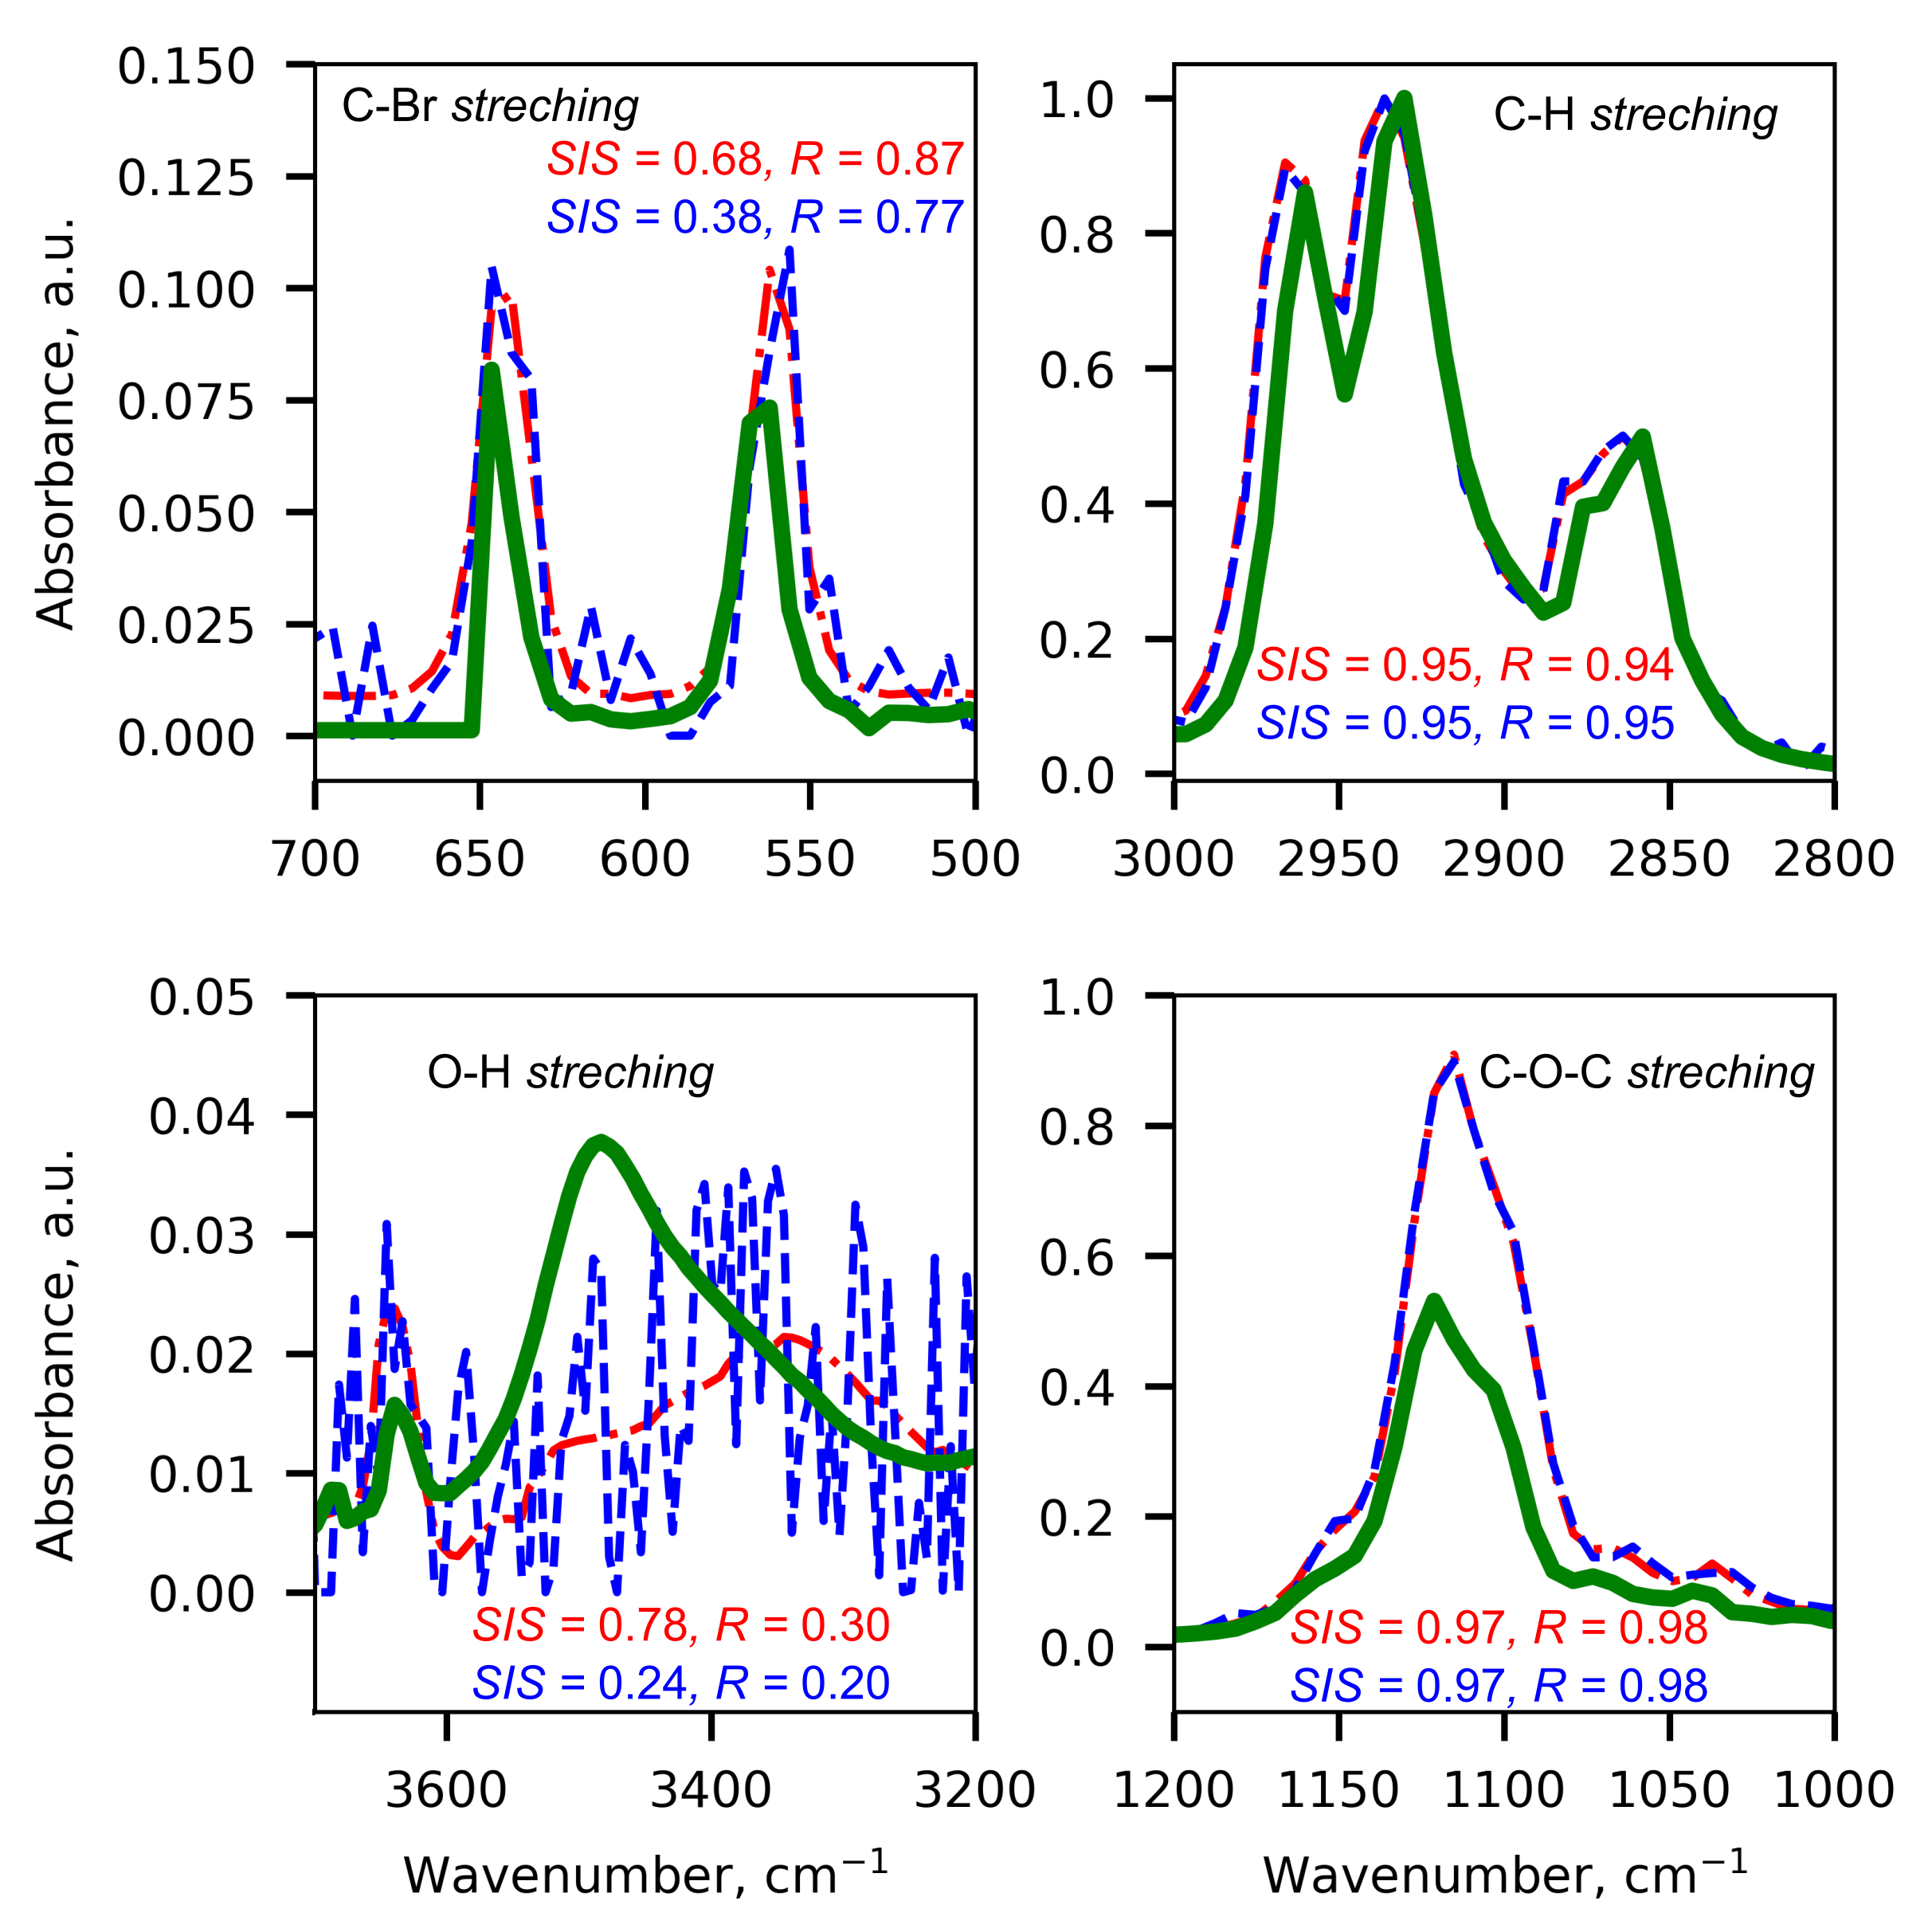 C-Br streching
SIS = 0.68, R = 0.87
SIS = 0.38, R = 0.77
0.150
0.125
0.100
0.075
0.050
0.025
0.000
Absorbance, a.u.
700 650 600 550 500
C-H streching
SIS = 0.95, R = 0.94
SIS = 0.95, R = 0.95
1.0
0.8
0.6
0.4
0.2
0.0
3000 2950 2900 2850 2800
O-H streching
SIS = 0.78, R = 0.30
SIS = 0.24, R = 0.20
0.05
0.04
0.03
0.02
0.01
0.00
Absorbance, a.u.
3600 3400 3200
Wavenumber, cm⁻¹
C-O-C streching
SIS = 0.97, R = 0.98
SIS = 0.97, R = 0.98
1.0
0.8
0.6
0.4
0.2
0.0
1200 1150 1100 1050 1000
Wavenumber, cm⁻¹